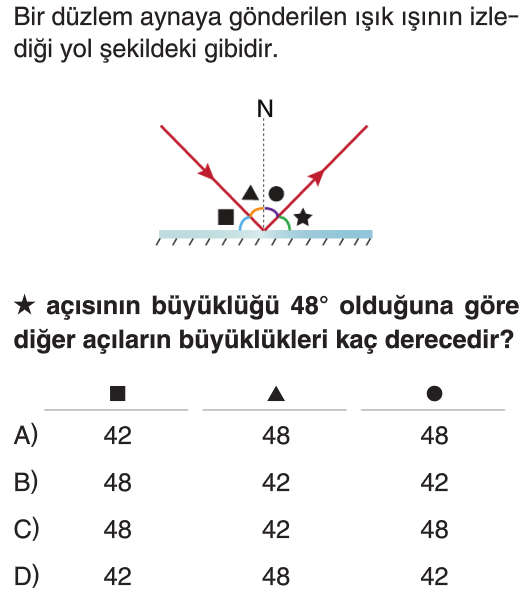 Bir düzlem aynaya gönderilen ışık ışının izle-
diği yol şekildeki gibidir.
N
★ açısının büyüklüğü 48° olduğuna göre
diğer açıların büyüklükleri kaç derecedir?
■ ▲ ●
A) 42 48 48
B) 48 42 42
C) 48 42 48
D) 42 48 42